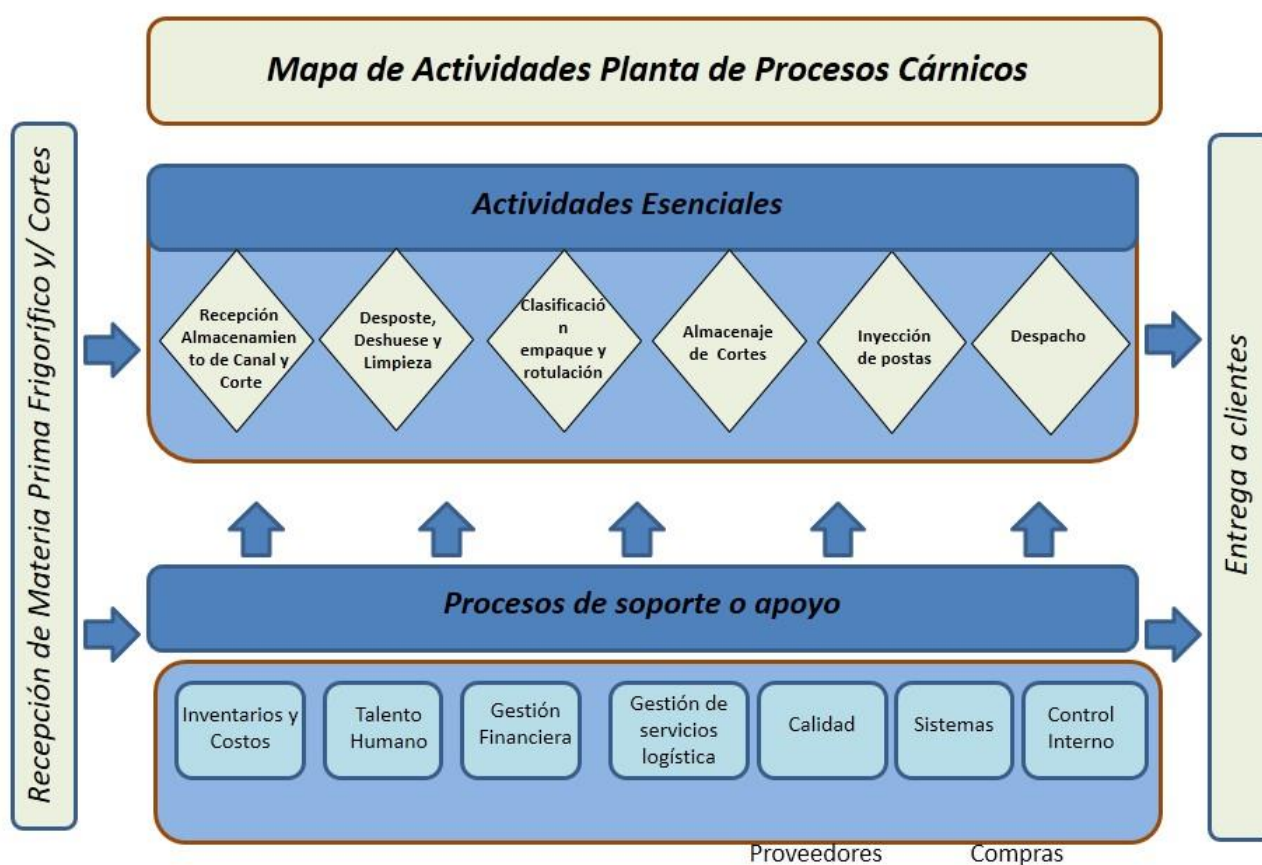 Mapa de Actividades Planta de Procesos Cárnicos
Recepción de Materia Prima Frigorífico y/ Cortes
Actividades Esenciales
Recepción
Almacenamien
to de Canal y
Corte
Desposte,
Deshuese y
Limpieza
Clasificació
n
empaque y
rotulación
Almacenaje
de Cortes
Inyección
de postas
Despacho
Entrega a clientes
Procesos de soporte o apoyo
Inventarios y
Costos
Talento
Humano
Gestión
Financiera
Gestión de
servicios
logística
Calidad
Sistemas
Control
Interno
Proveedores
Compras